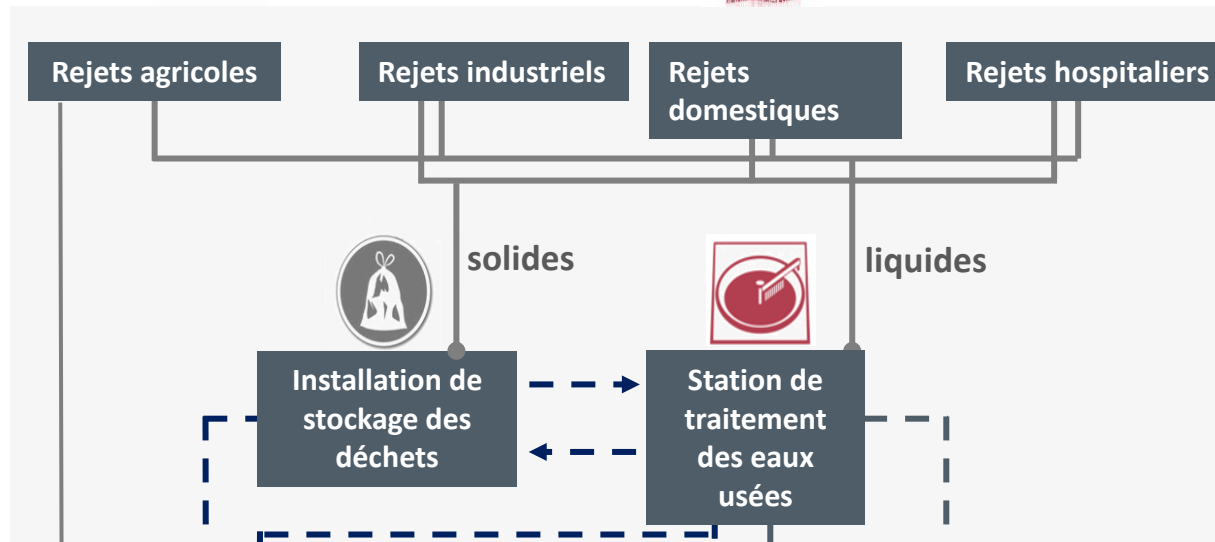 Rejets agricoles
Rejets industriels
Rejets
domestiques
Rejets hospitaliers
solides
liquides
Installation de
stockage des
déchets
Station de
traitement
des eaux
usées